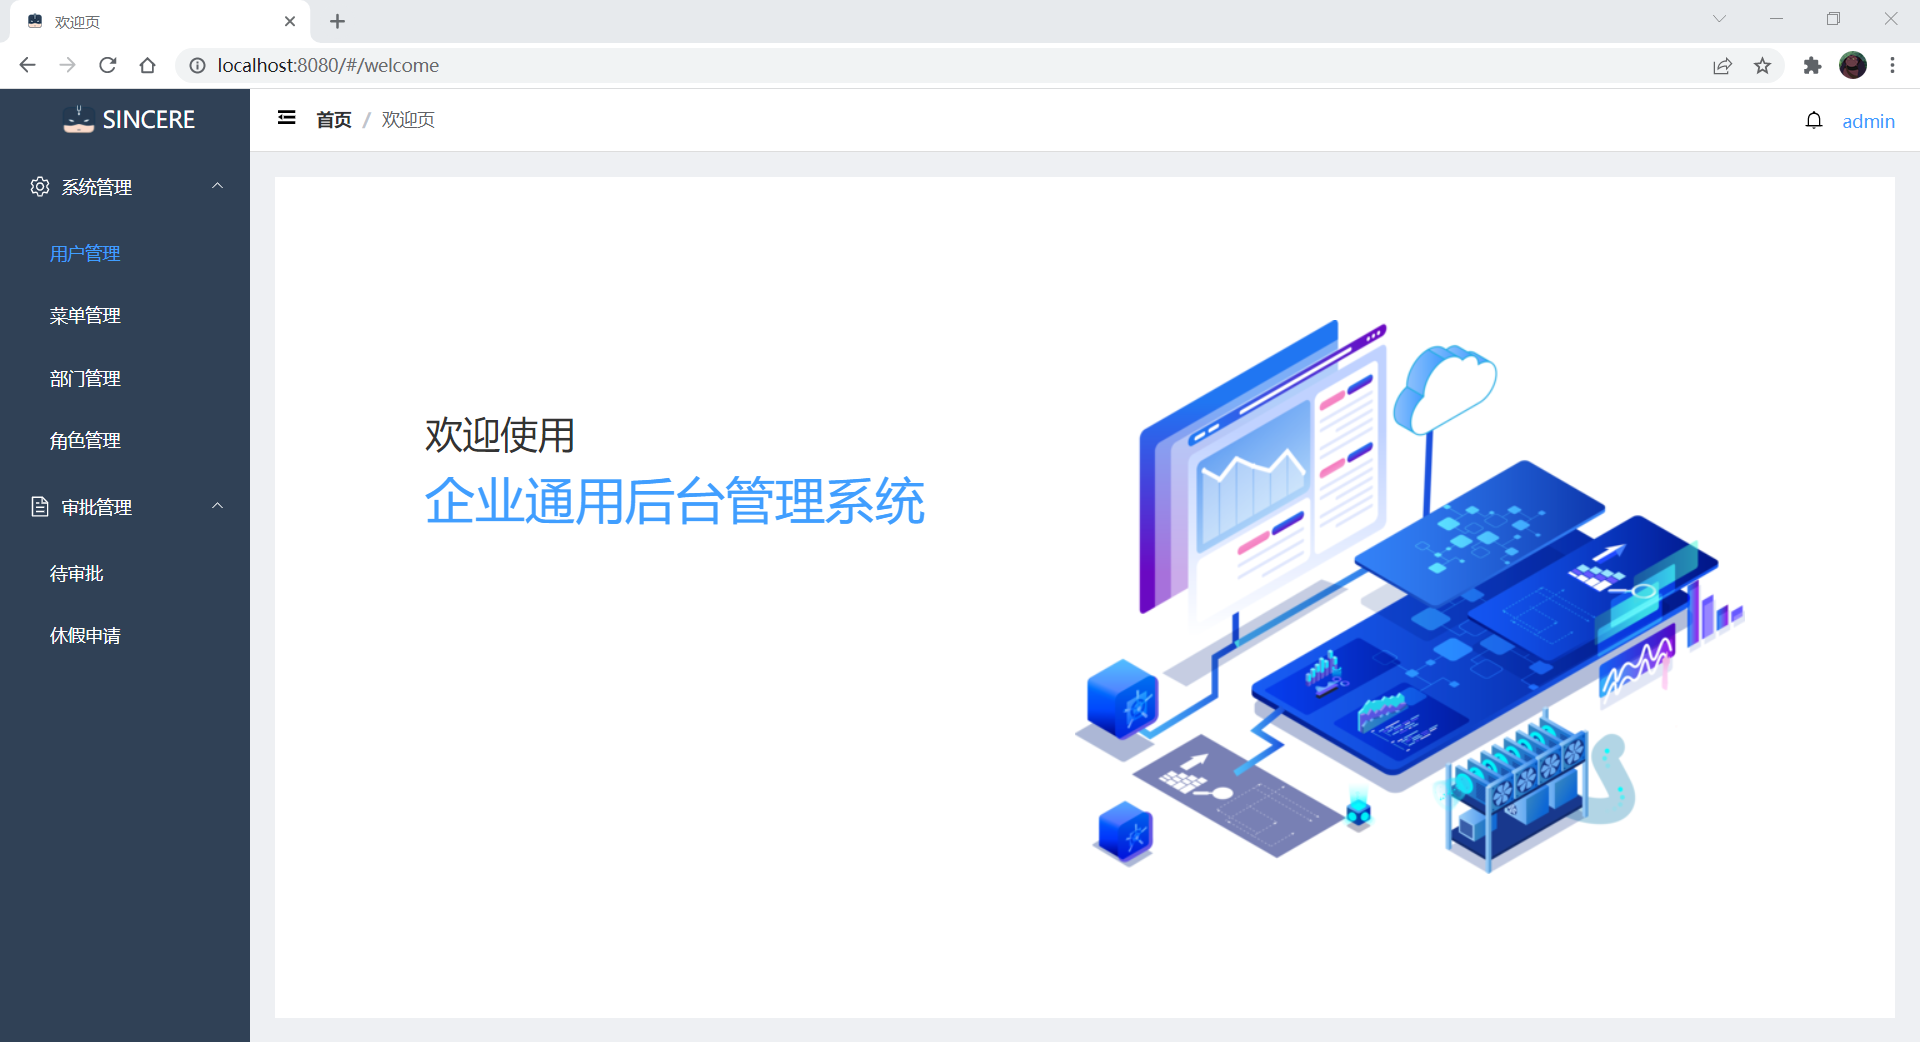 欢迎页
localhost:8080/#/welcome
SINCERE
首页 / 欢迎页
admin
系统管理
用户管理
菜单管理
部门管理
角色管理
审批管理
待审批
休假申请
欢迎使用
企业通用后台管理系统